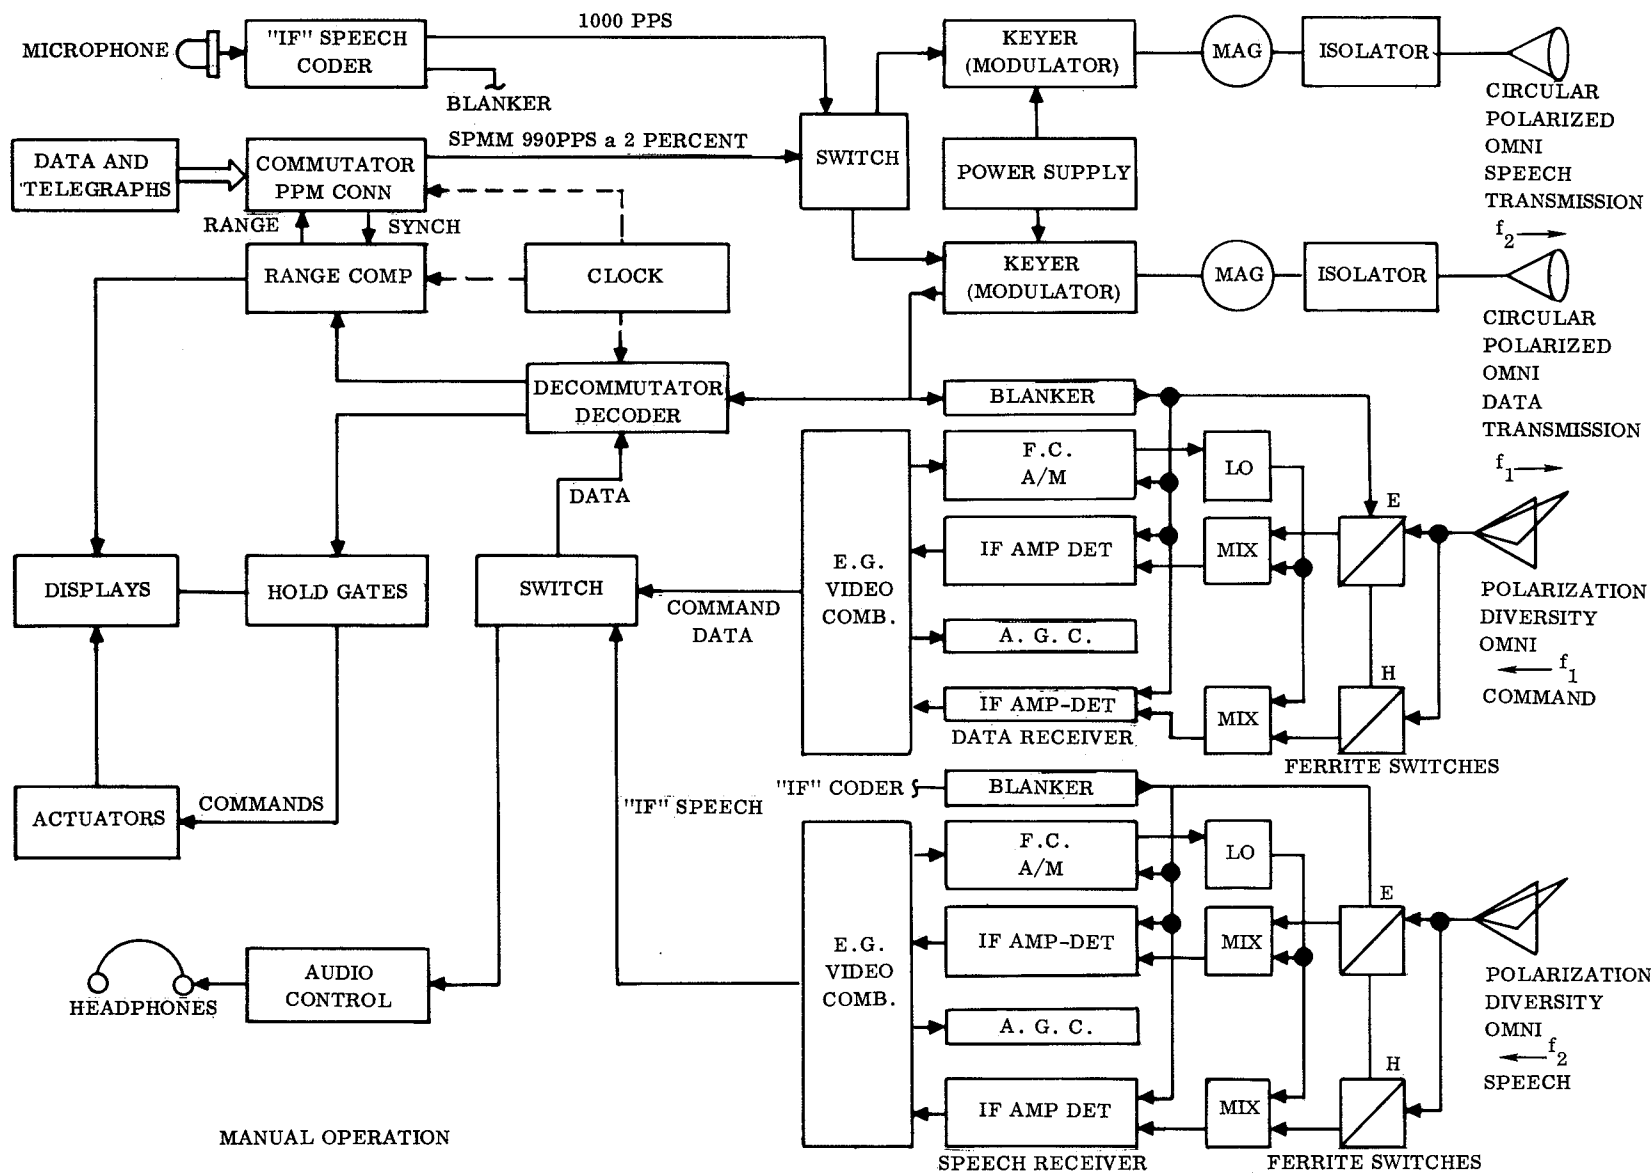 1000 PPS
MICROPHONE
"IF" SPEECH
CODER
BLANKER
KEYER
(MODULATOR)
MAG
ISOLATOR
CIRCULAR
POLARIZED
OMNI
SPEECH
TRANSMISSION
f2
SPMM 990PPS a 2 PERCENT
DATA AND
TELEGRAPHS
COMMUTATOR
PPM CONN
SWITCH
POWER SUPPLY
RANGE
SYNCH
RANGE COMP
CLOCK
KEYER
(MODULATOR)
MAG
ISOLATOR
CIRCULAR
POLARIZED
OMNI
DATA
TRANSMISSION
f1
DECOMMUTATOR
DECODER
BLANKER
F.C.
A/M
LO
DATA
E
IF AMP DET
MIX
E.G.
VIDEO
COMB.
DISPLAYS
HOLD GATES
SWITCH
COMMAND
DATA
A. G. C.
POLARIZATION
DIVERSITY
OMNI
f1
COMMAND
H
IF AMP-DET
MIX
DATA RECEIVER
FERRITE SWITCHES
"IF" CODER
BLANKER
ACTUATORS
COMMANDS
"IF" SPEECH
F.C.
A/M
LO
E
IF AMP-DET
MIX
E.G.
VIDEO
COMB.
AUDIO
CONTROL
HEADPHONES
A. G. C.
POLARIZATION
DIVERSITY
OMNI
f2
SPEECH
H
IF AMP DET
MIX
MANUAL OPERATION
SPEECH RECEIVER
FERRITE SWITCHES